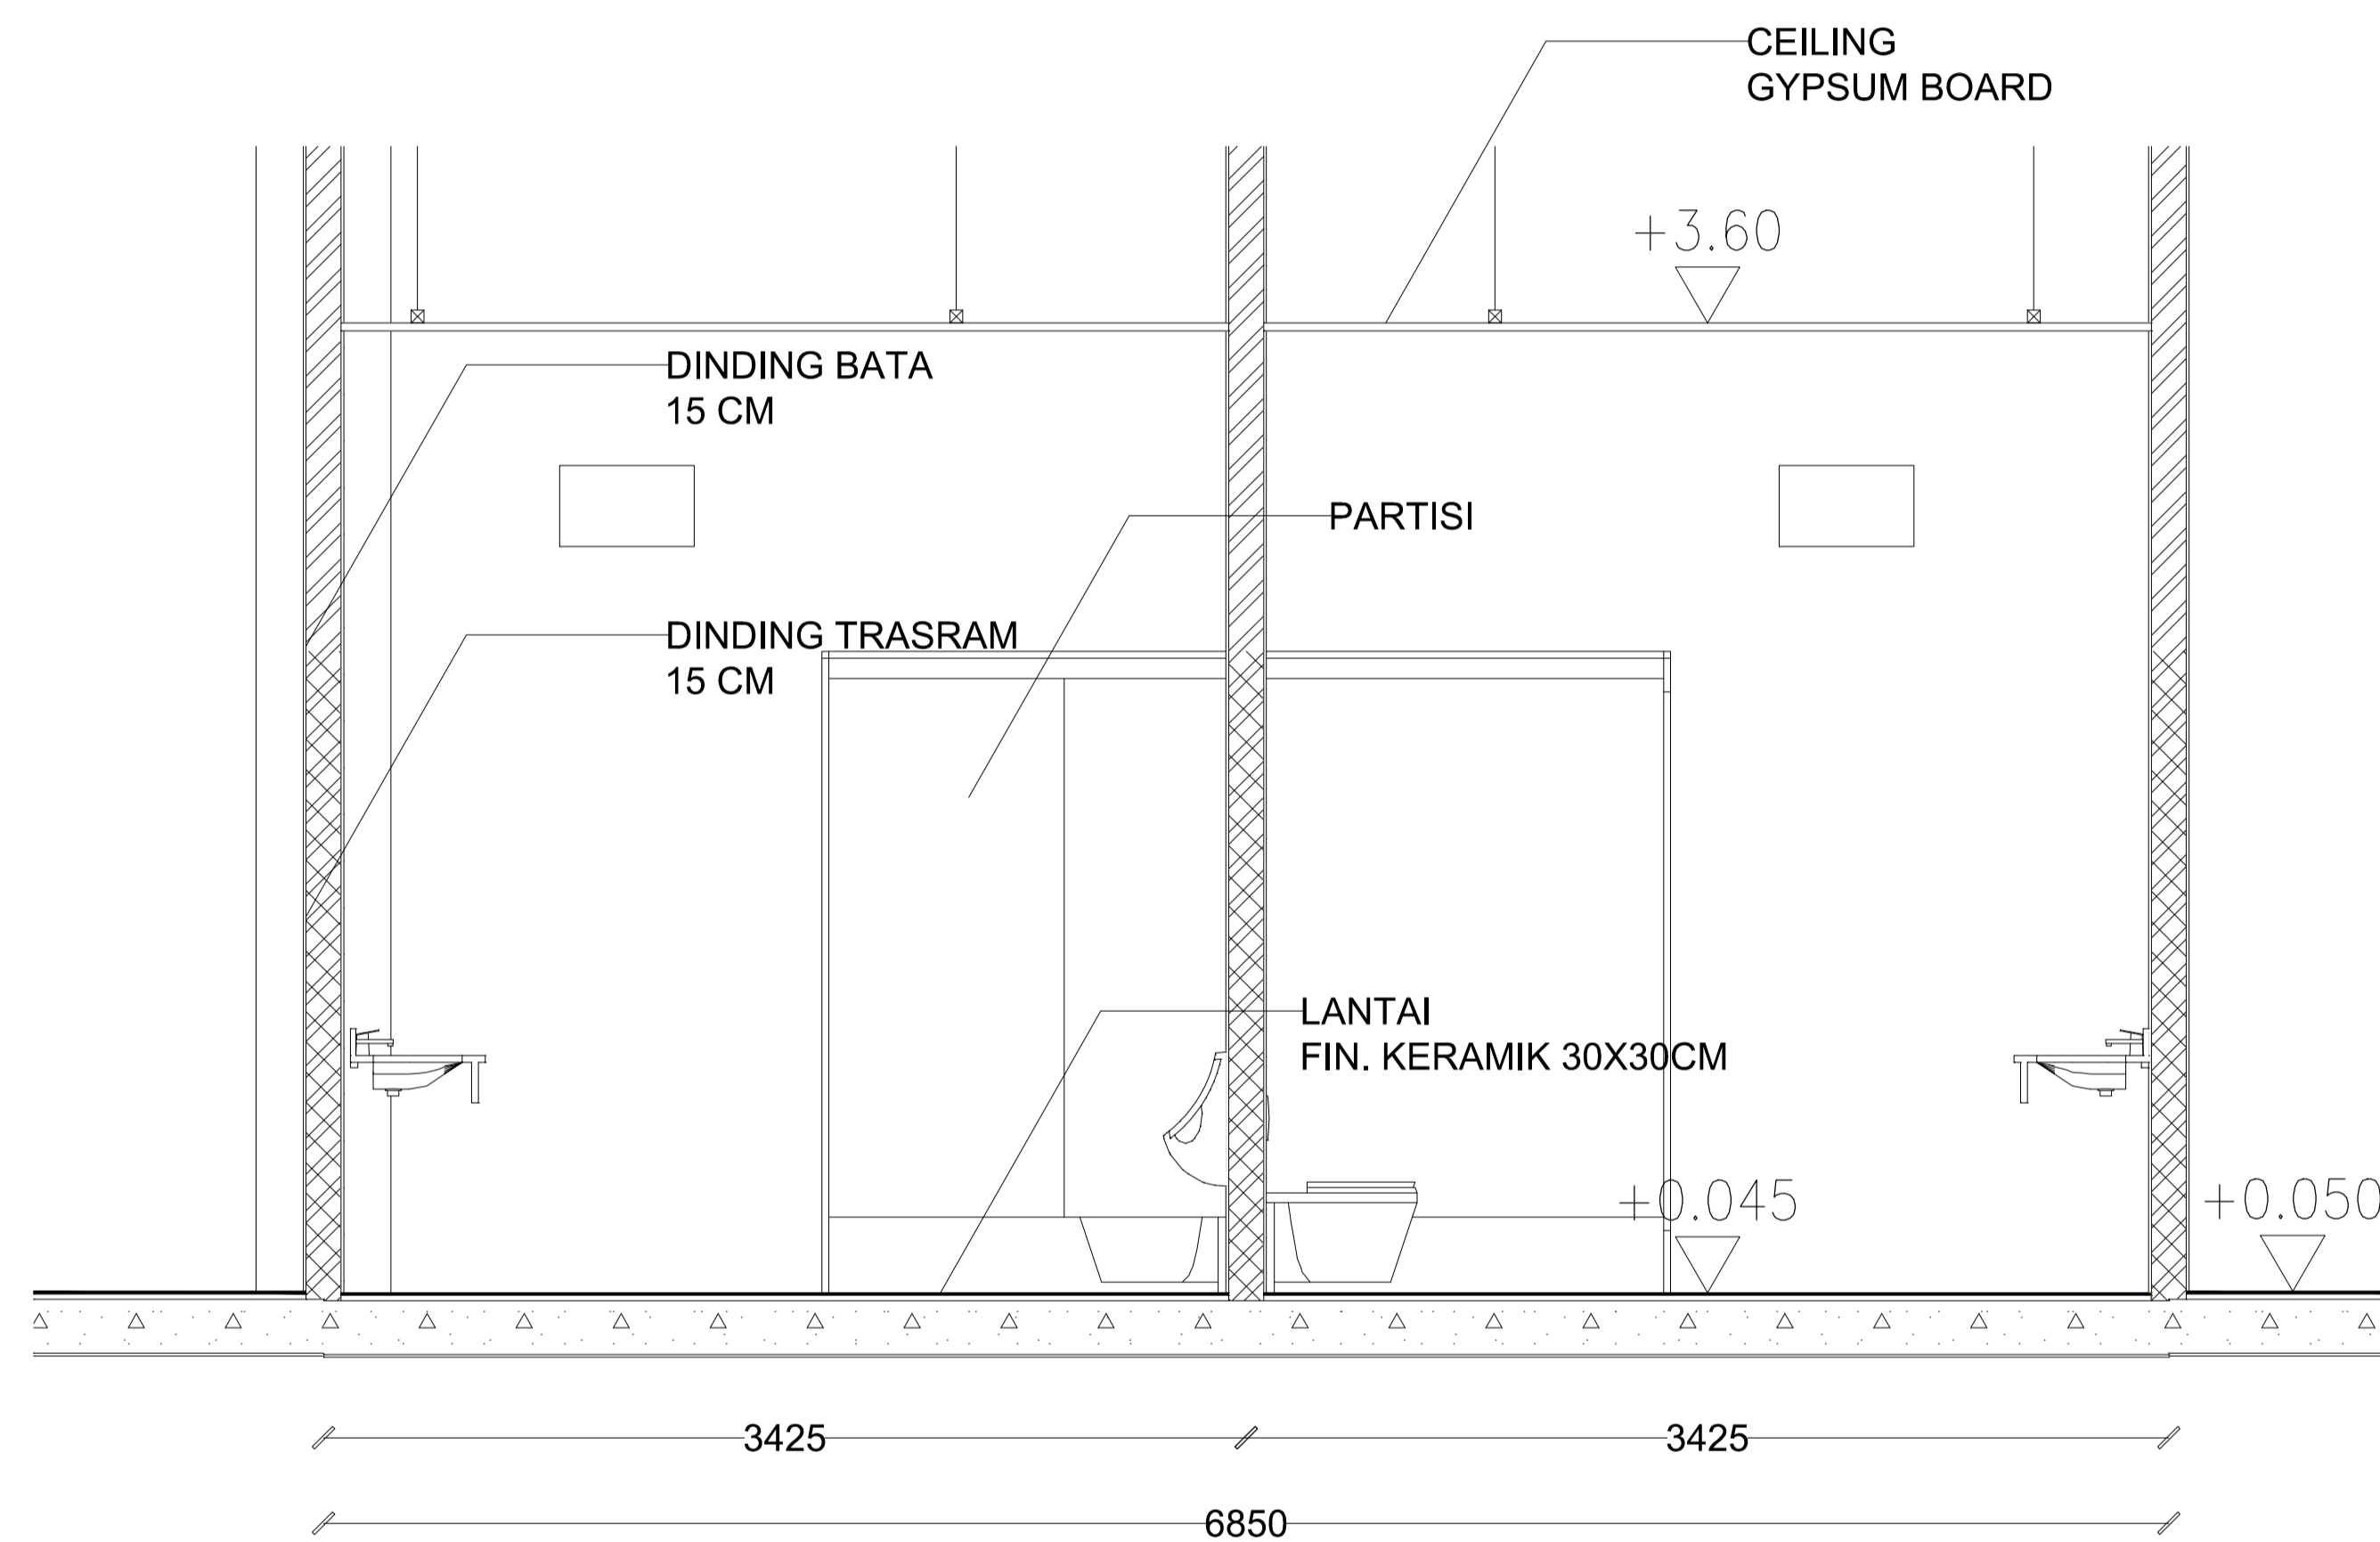 CEILING
GYPSUM BOARD
+3.60
DINDING BATA
15 CM
PARTISI
DINDING TRASRAM
15 CM
LANTAI
FIN. KERAMIK 30X30CM
+0.045
+0.050
3425
3425
6850